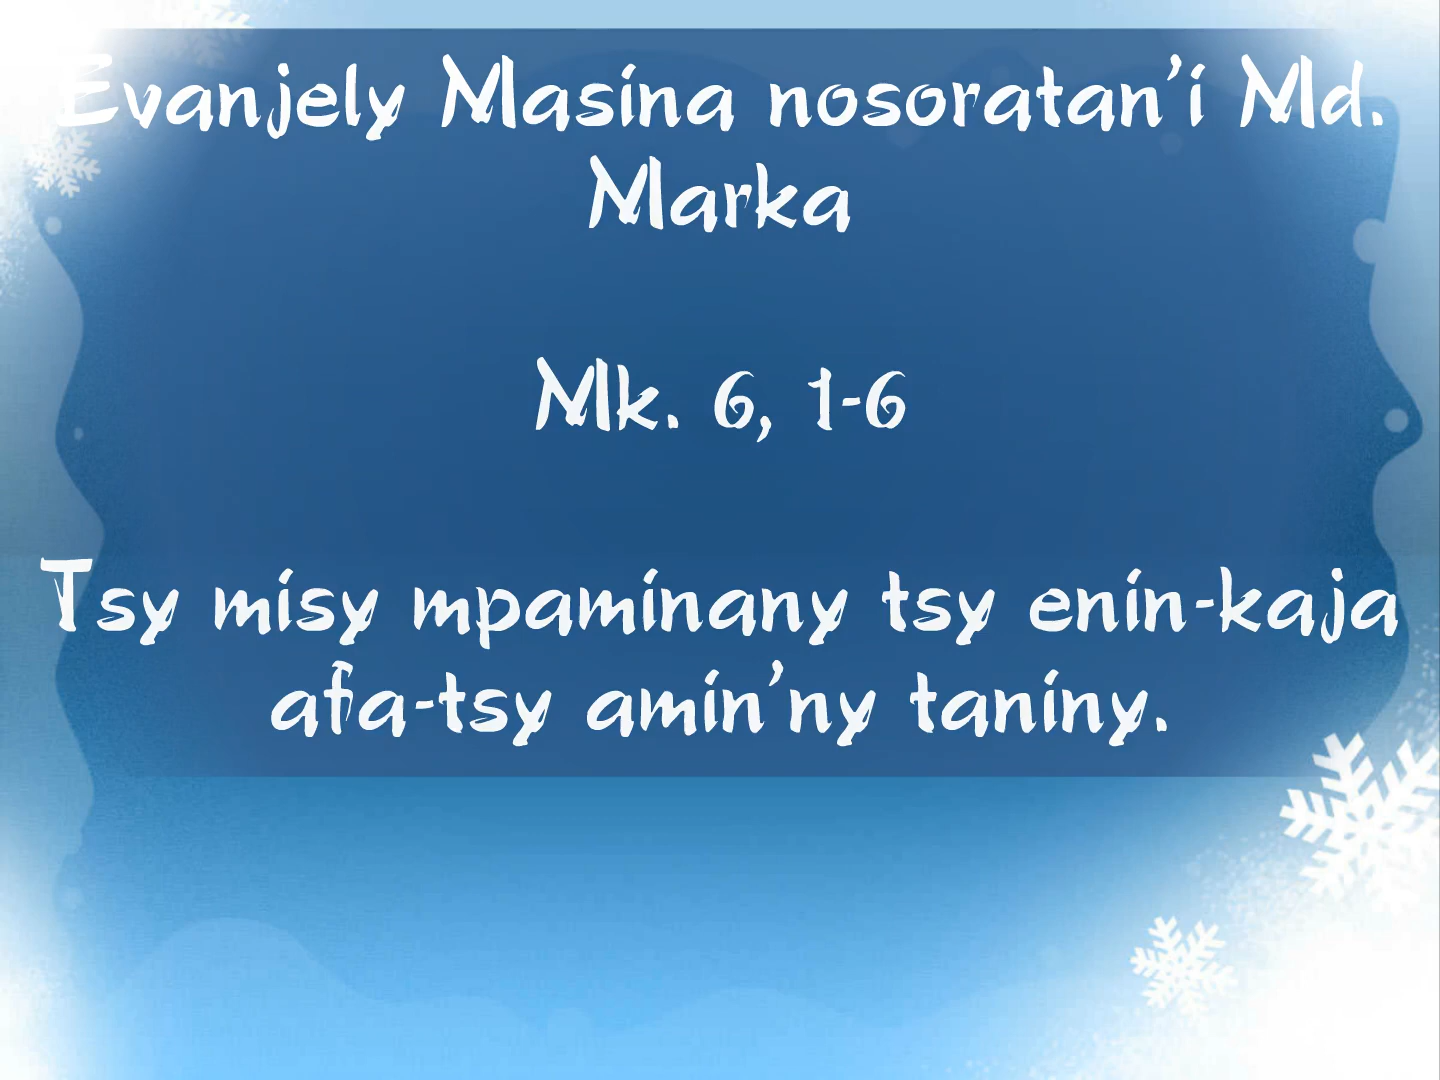 Evanjely Masina nosoratan'i Md.
Marka
Mk. 6, 1-6
Tsy misy mpaminany tsy enin-kaja
afa-tsy amin'ny taniny.